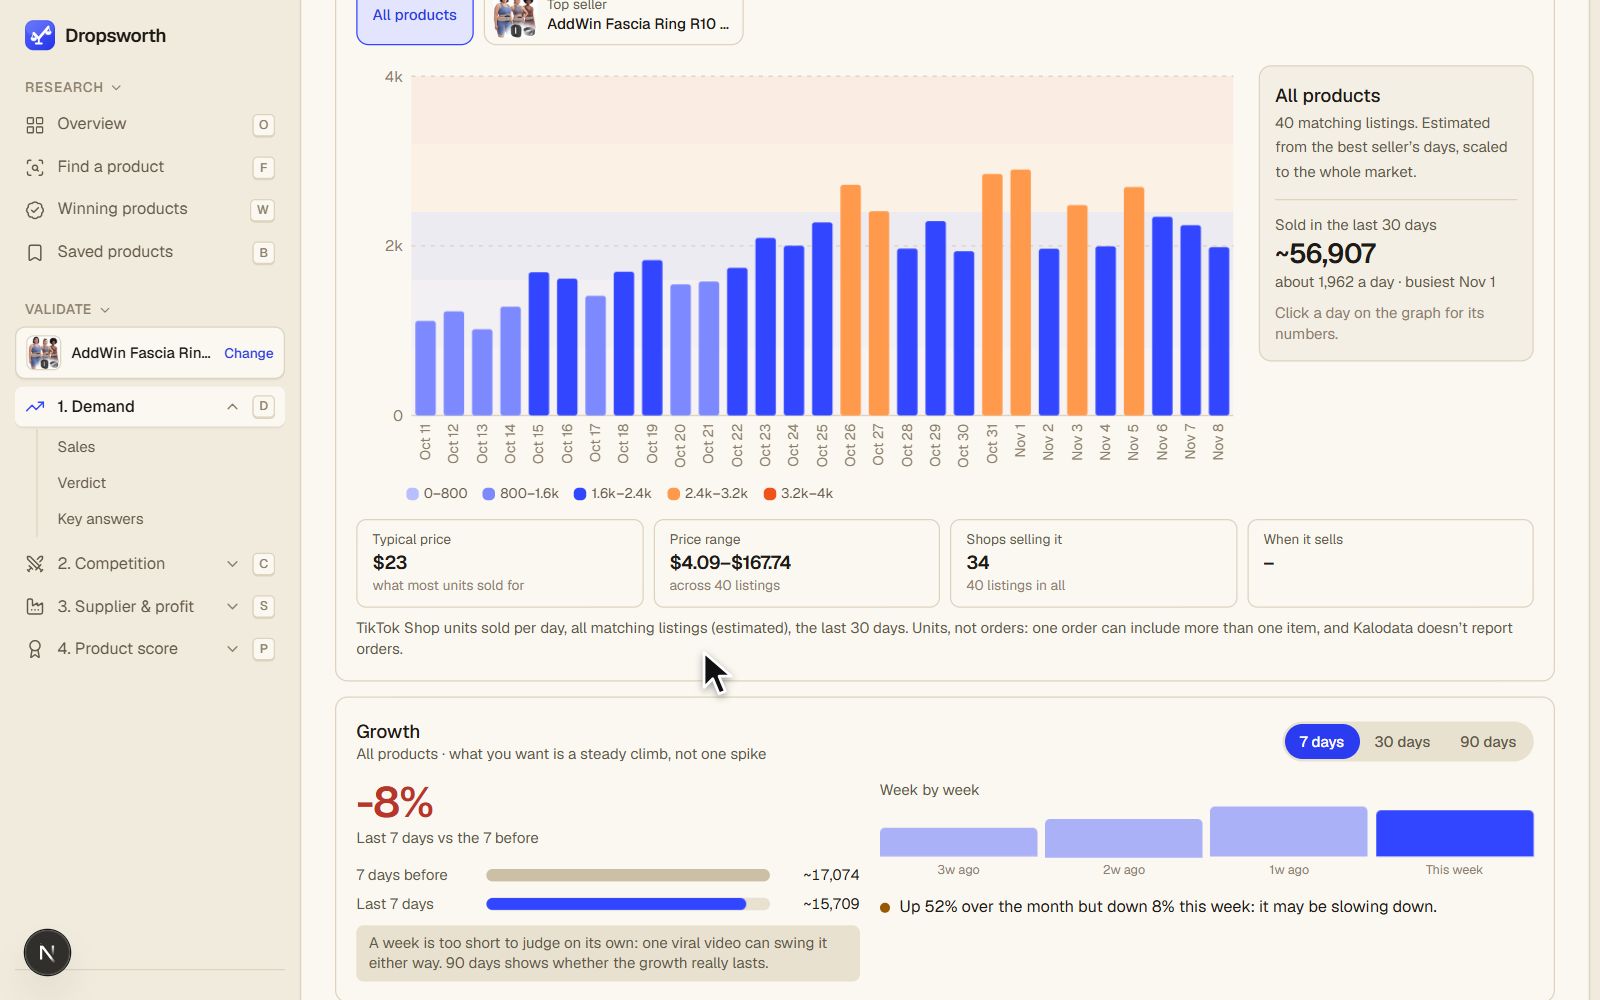 Dropsworth
RESEARCH
Overview
O
Find a product
F
Winning products
W
Saved products
B
VALIDATE
AddWin Fascia Rin...
Change
1. Demand
D
Sales
Verdict
Key answers
2. Competition
C
3. Supplier & profit
S
4. Product score
P
N
All products
Top seller
AddWin Fascia Ring R10 ...
4k
2k
0
Oct 11
Oct 12
Oct 13
Oct 14
Oct 15
Oct 16
Oct 17
Oct 18
Oct 19
Oct 20
Oct 21
Oct 22
Oct 23
Oct 24
Oct 25
Oct 26
Oct 27
Oct 28
Oct 29
Oct 30
Oct 31
Nov 1
Nov 2
Nov 3
Nov 4
Nov 5
Nov 6
Nov 7
Nov 8
0–800
800–1.6k
1.6k–2.4k
2.4k–3.2k
3.2k–4k
All products
40 matching listings. Estimated
from the best seller's days, scaled
to the whole market.
Sold in the last 30 days
~56,907
about 1,962 a day · busiest Nov 1
Click a day on the graph for its
numbers.
Typical price
$23
what most units sold for
Price range
$4.09–$167.74
across 40 listings
Shops selling it
34
40 listings in all
When it sells
–
TikTok Shop units sold per day, all matching listings (estimated), the last 30 days. Units, not orders: one order can include more than one item, and Kalodata doesn't report
orders.
Growth
All products · what you want is a steady climb, not one spike
7 days
30 days
90 days
-8%
Last 7 days vs the 7 before
7 days before
~17,074
Last 7 days
~15,709
A week is too short to judge on its own: one viral video can swing it
either way. 90 days shows whether the growth really lasts.
Week by week
3w ago
2w ago
1w ago
This week
Up 52% over the month but down 8% this week: it may be slowing down.